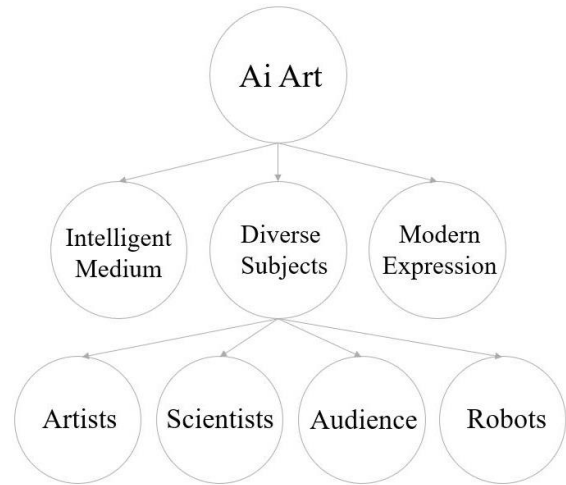 Ai Art
Intelligent
Medium
Diverse
Subjects
Modern
Expression
Artists
Scientists
Audience
Robots